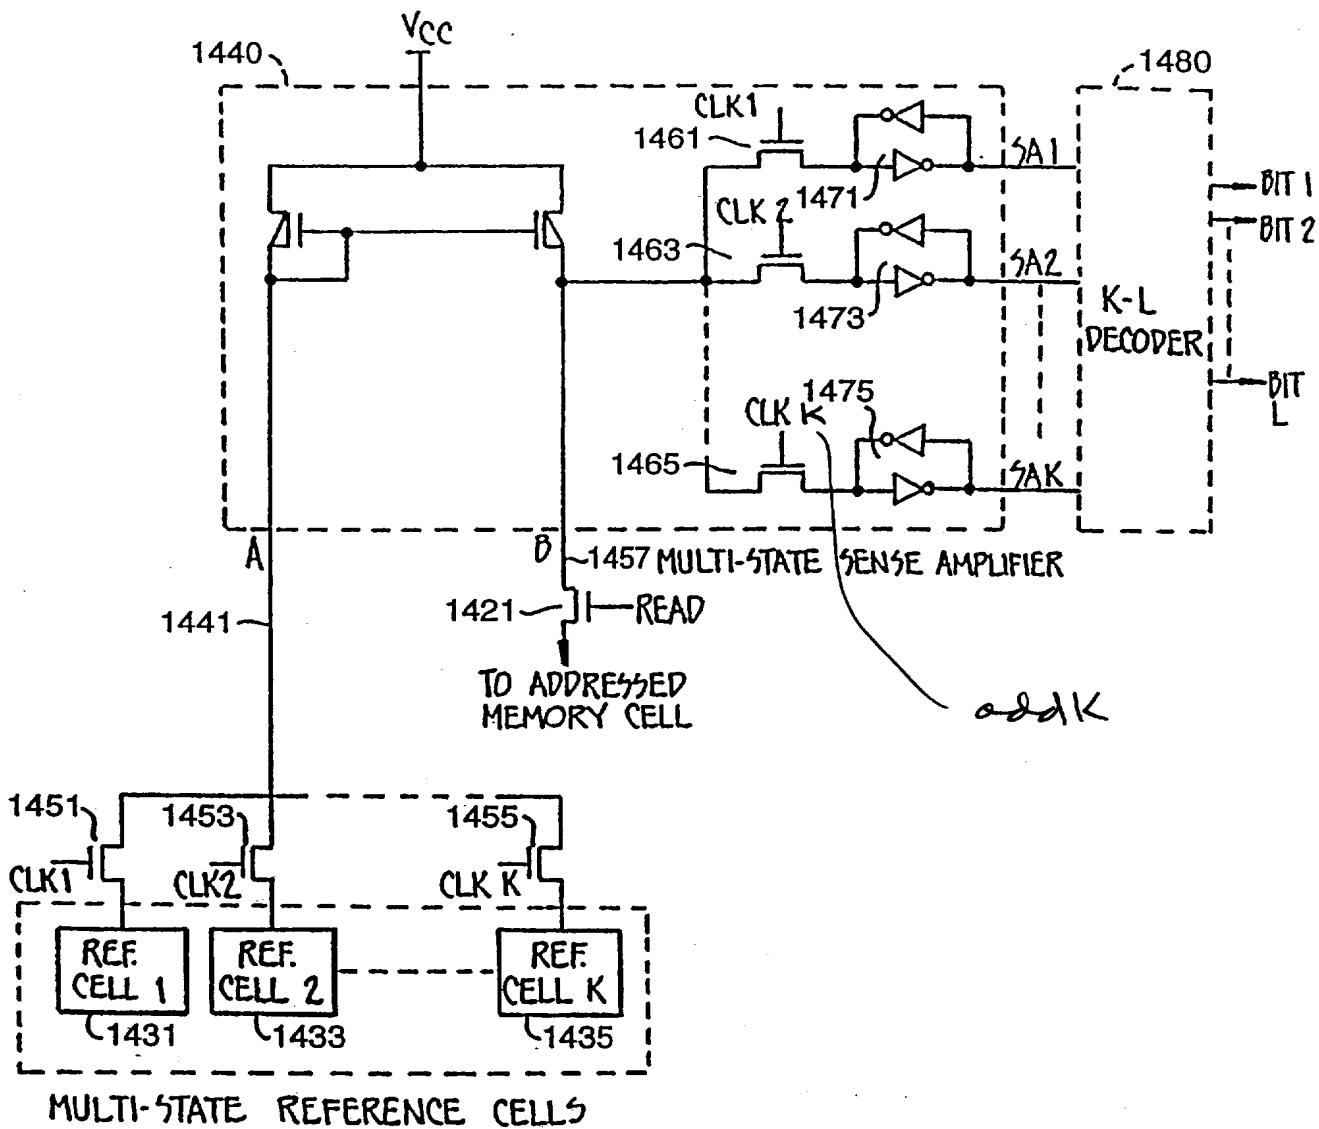 VCC
1440
1480
CLK1
1461
SA1
1471
BIT 1
CLK 2
1463
SA2
BIT 2
1473
K-L
DECODER
1475
BIT
L
CLK K
1465
SAK
A
B
1457
MULTI-STATE SENSE AMPLIFIER
1421
READ
1441
TO ADDRESSED
MEMORY CELL
add K
1451
1453
1455
CLK1
CLK2
CLK K
REF.
CELL 1
REF.
CELL 2
REF.
CELL K
1431
1433
1435
MULTI-STATE REFERENCE CELLS